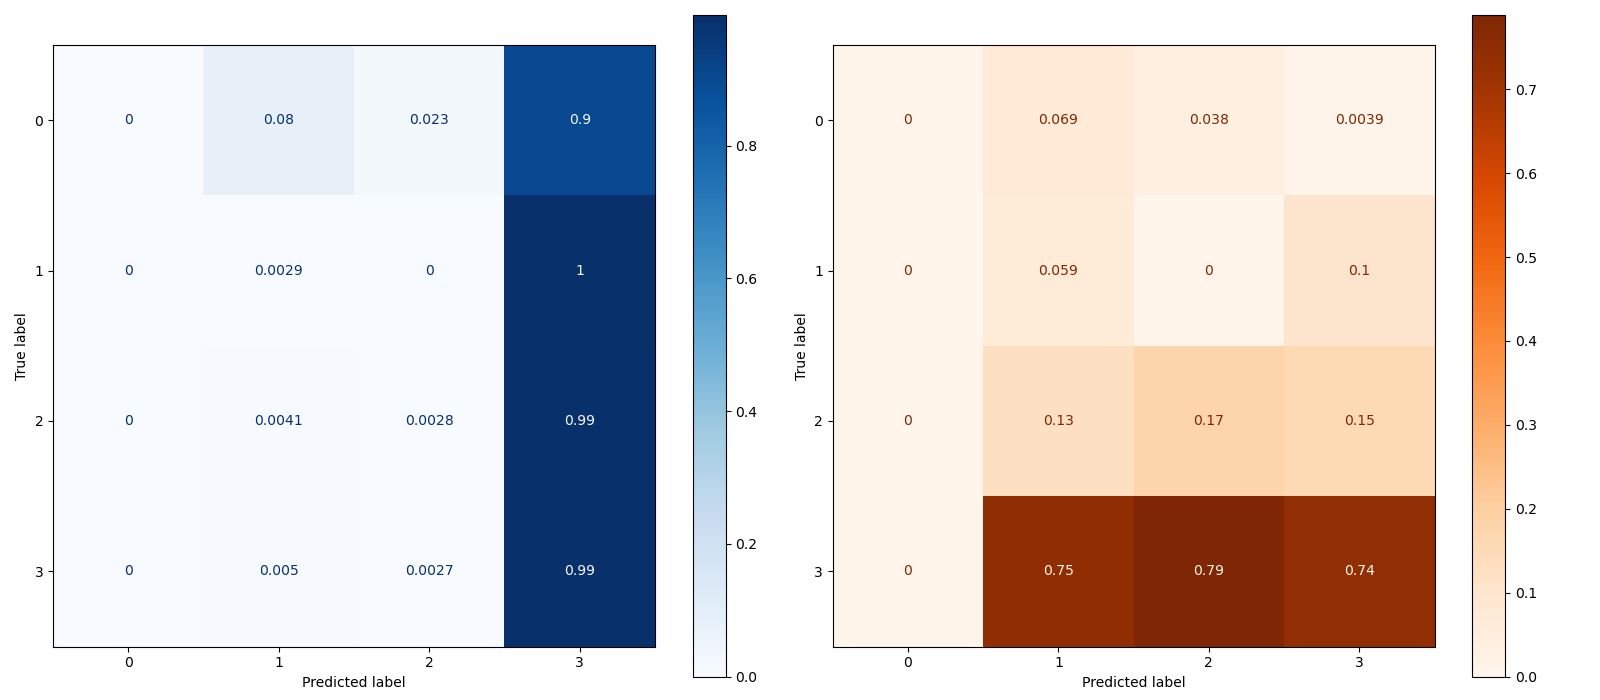 0 0 0.08 0.023 0.9
1 0 0.0029 0 1
2 0 0.0041 0.0028 0.99
3 0 0.005 0.0027 0.99
0 1 2 3
Predicted label
True label
0.8
0.6
0.4
0.2
0.0
0 0 0.069 0.038 0.0039
1 0 0.059 0 0.1
2 0 0.13 0.17 0.15
3 0 0.75 0.79 0.74
0 1 2 3
Predicted label
True label
0.7
0.6
0.5
0.4
0.3
0.2
0.1
0.0